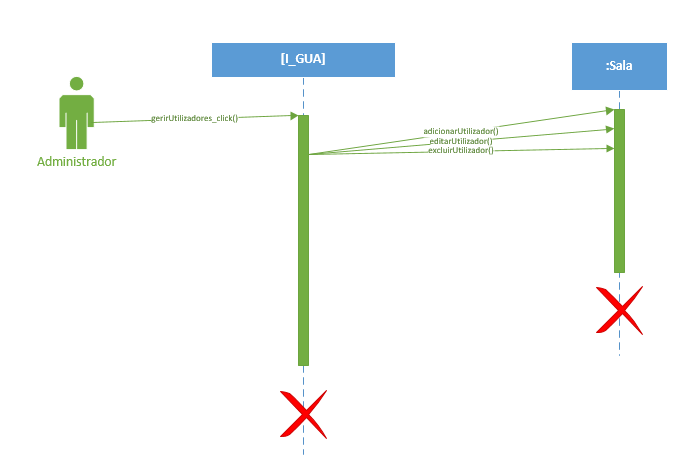 [I_GUA]
:Sala
gerirUtilizadores_click()
adicionarUtilizador()
editarUtilizador()
excluirUtilizador()
Administrador